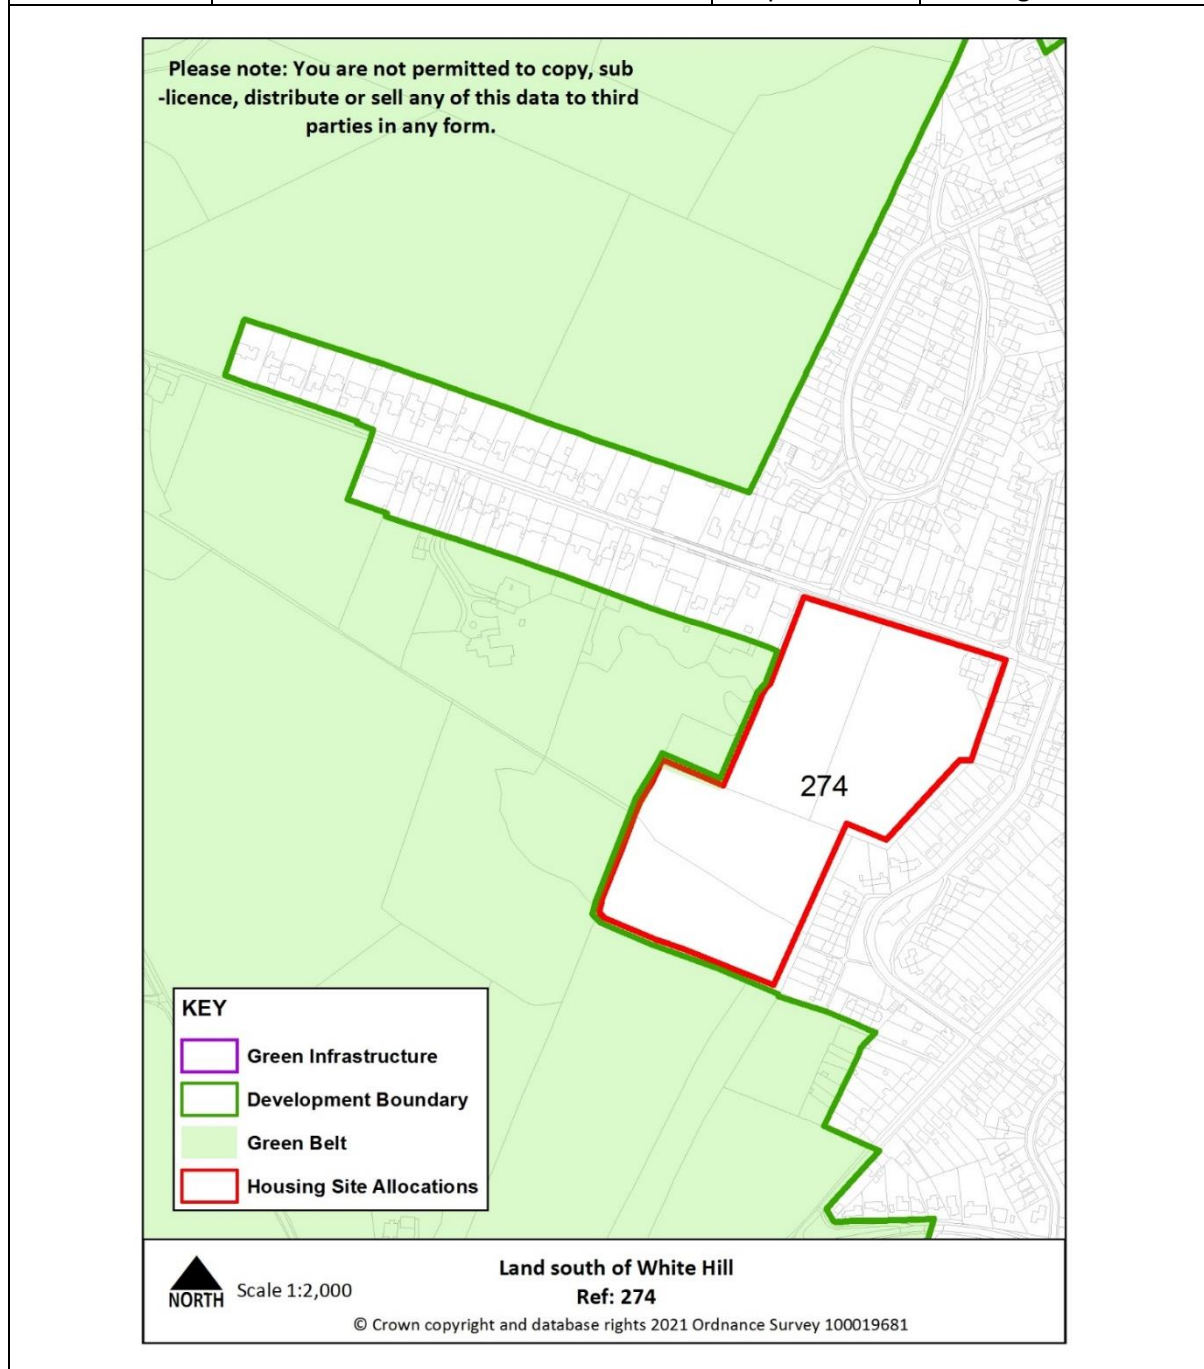 Please note: You are not permitted to copy, sub
-licence, distribute or sell any of this data to third
parties in any form.
274
KEY
Green Infrastructure
Development Boundary
Green Belt
Housing Site Allocations
NORTH
Scale 1:2,000
Land south of White Hill
Ref: 274
© Crown copyright and database rights 2021 Ordnance Survey 100019681